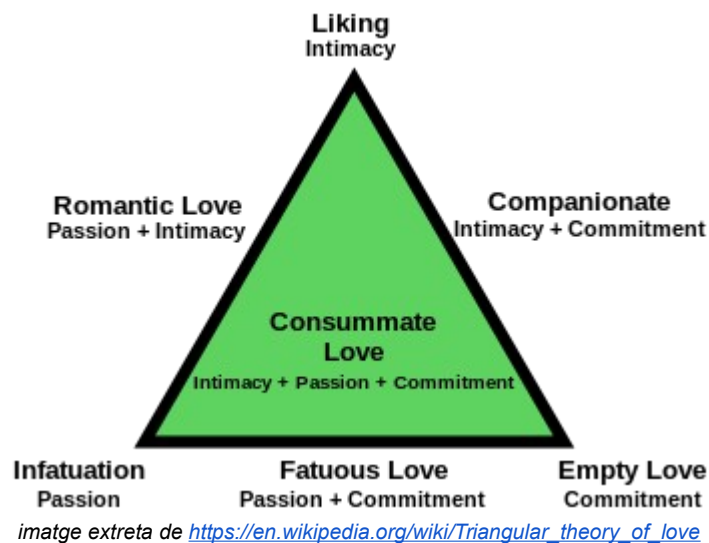 Liking
Intimacy
Romantic Love
Passion + Intimacy
Companionate
Intimacy + Commitment
Consummate
Love
Intimacy + Passion + Commitment
Infatuation
Passion
Fatuous Love
Passion + Commitment
Empty Love
Commitment
imatge extreta de https://en.wikipedia.org/wiki/Triangular_theory_of_love